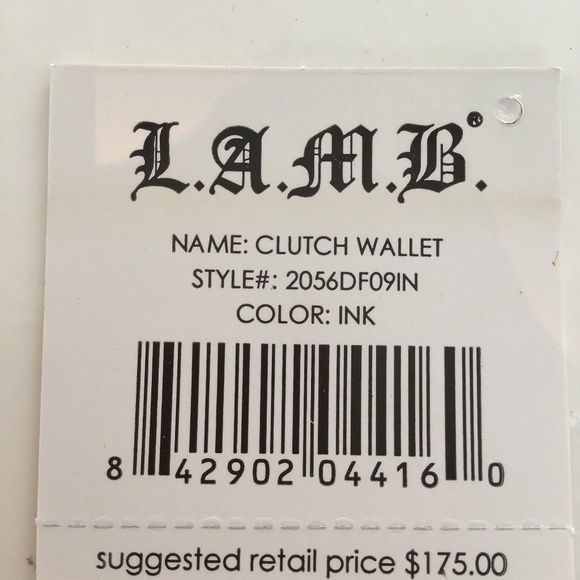 L.A.M.B.®
NAME: CLUTCH WALLET
STYLE#: 2056DF09IN
COLOR: INK
8 42902 04416 0
suggested retail price $175.00